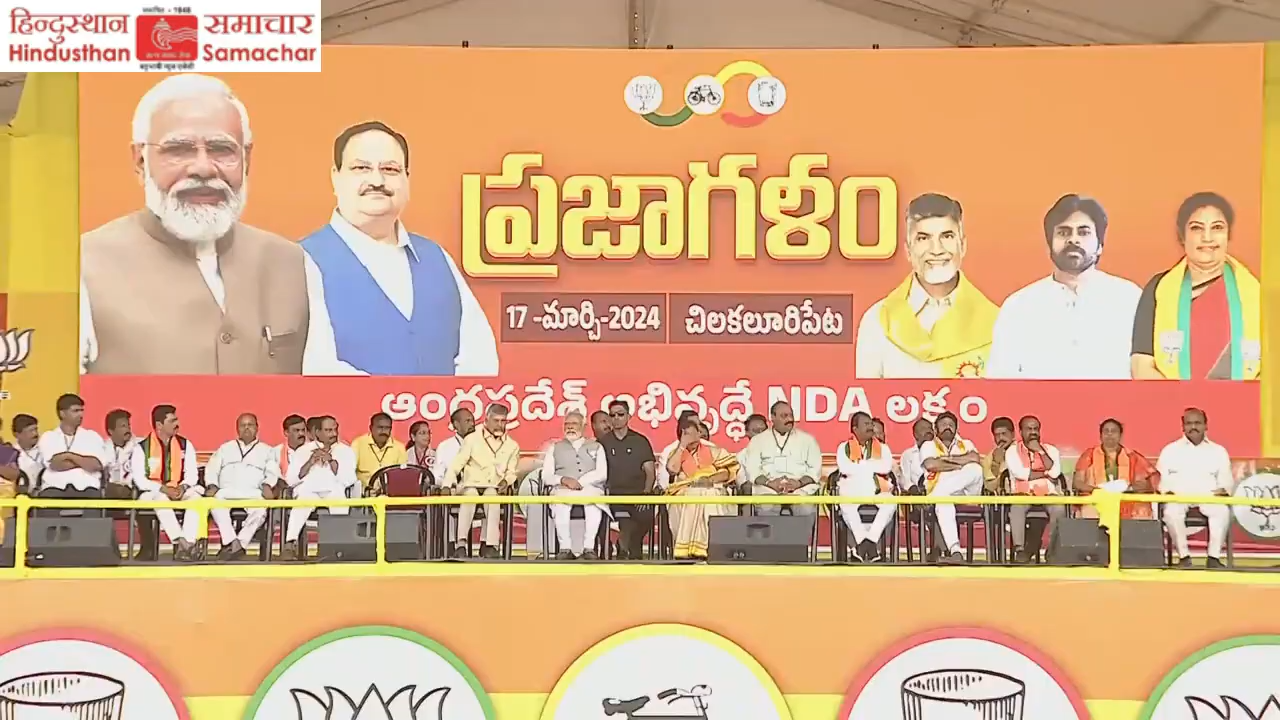 हिन्दुस्थान समाचार
Hindusthan Samachar
ప్రజాగళం
17 -మార్చి-2024 చిలకలూరిపేట
ఆంధ్రప్రదేశ్ అభివృద్ధే NDA లక్ష్యం